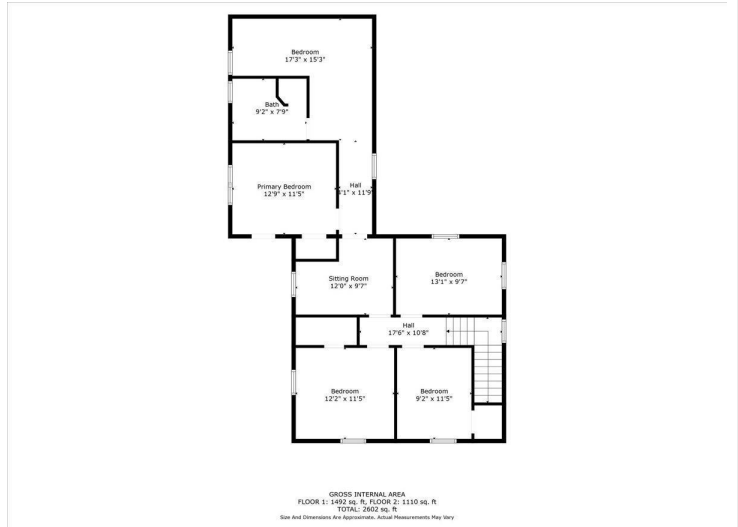 Bedroom
17'3" x 15'3"
Bath
9'2" x 7'9"
Primary Bedroom
12'9" x 11'5"
Hall
'1" x 11'9"
Sitting Room
12'0" x 9'7"
Bedroom
13'1" x 9'7"
Hall
17'6" x 10'8"
Bedroom
12'2" x 11'5"
Bedroom
9'2" x 11'5"
GROSS INTERNAL AREA
FLOOR 1: 1492 sq. ft, FLOOR 2: 1110 sq. ft
TOTAL: 2602 sq. ft
Size And Dimensions Are Approximate, Actual Measurements May Vary